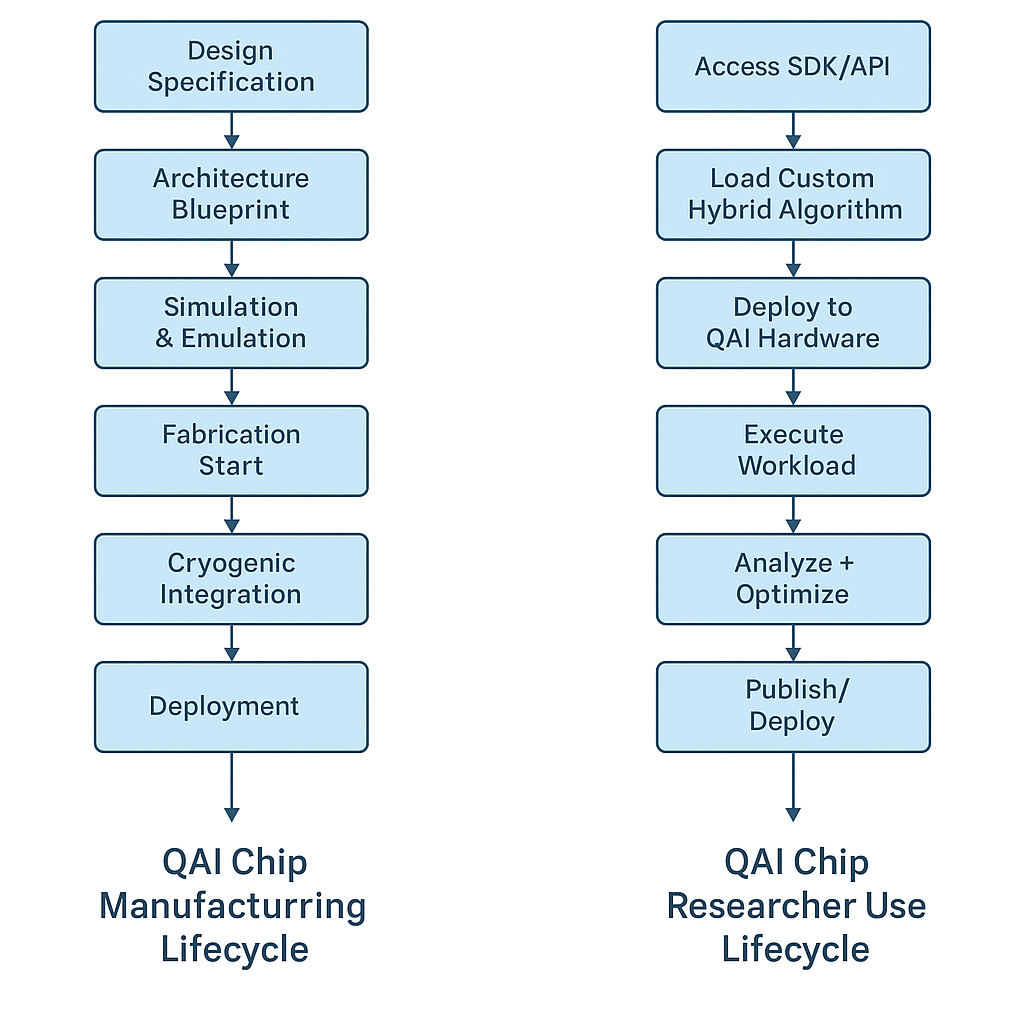 Design
Specification
Architecture
Blueprint
Simulation
& Emulation
Fabrication
Start
Cryogenic
Integration
Deployment
QAI Chip
Manufacturring
Lifecycle
Access SDK/API
Load Custom
Hybrid Algorithm
Deploy to
QAI Hardware
Execute
Workload
Analyze +
Optimize
Publish/
Deploy
QAI Chip
Researcher Use
Lifecycle